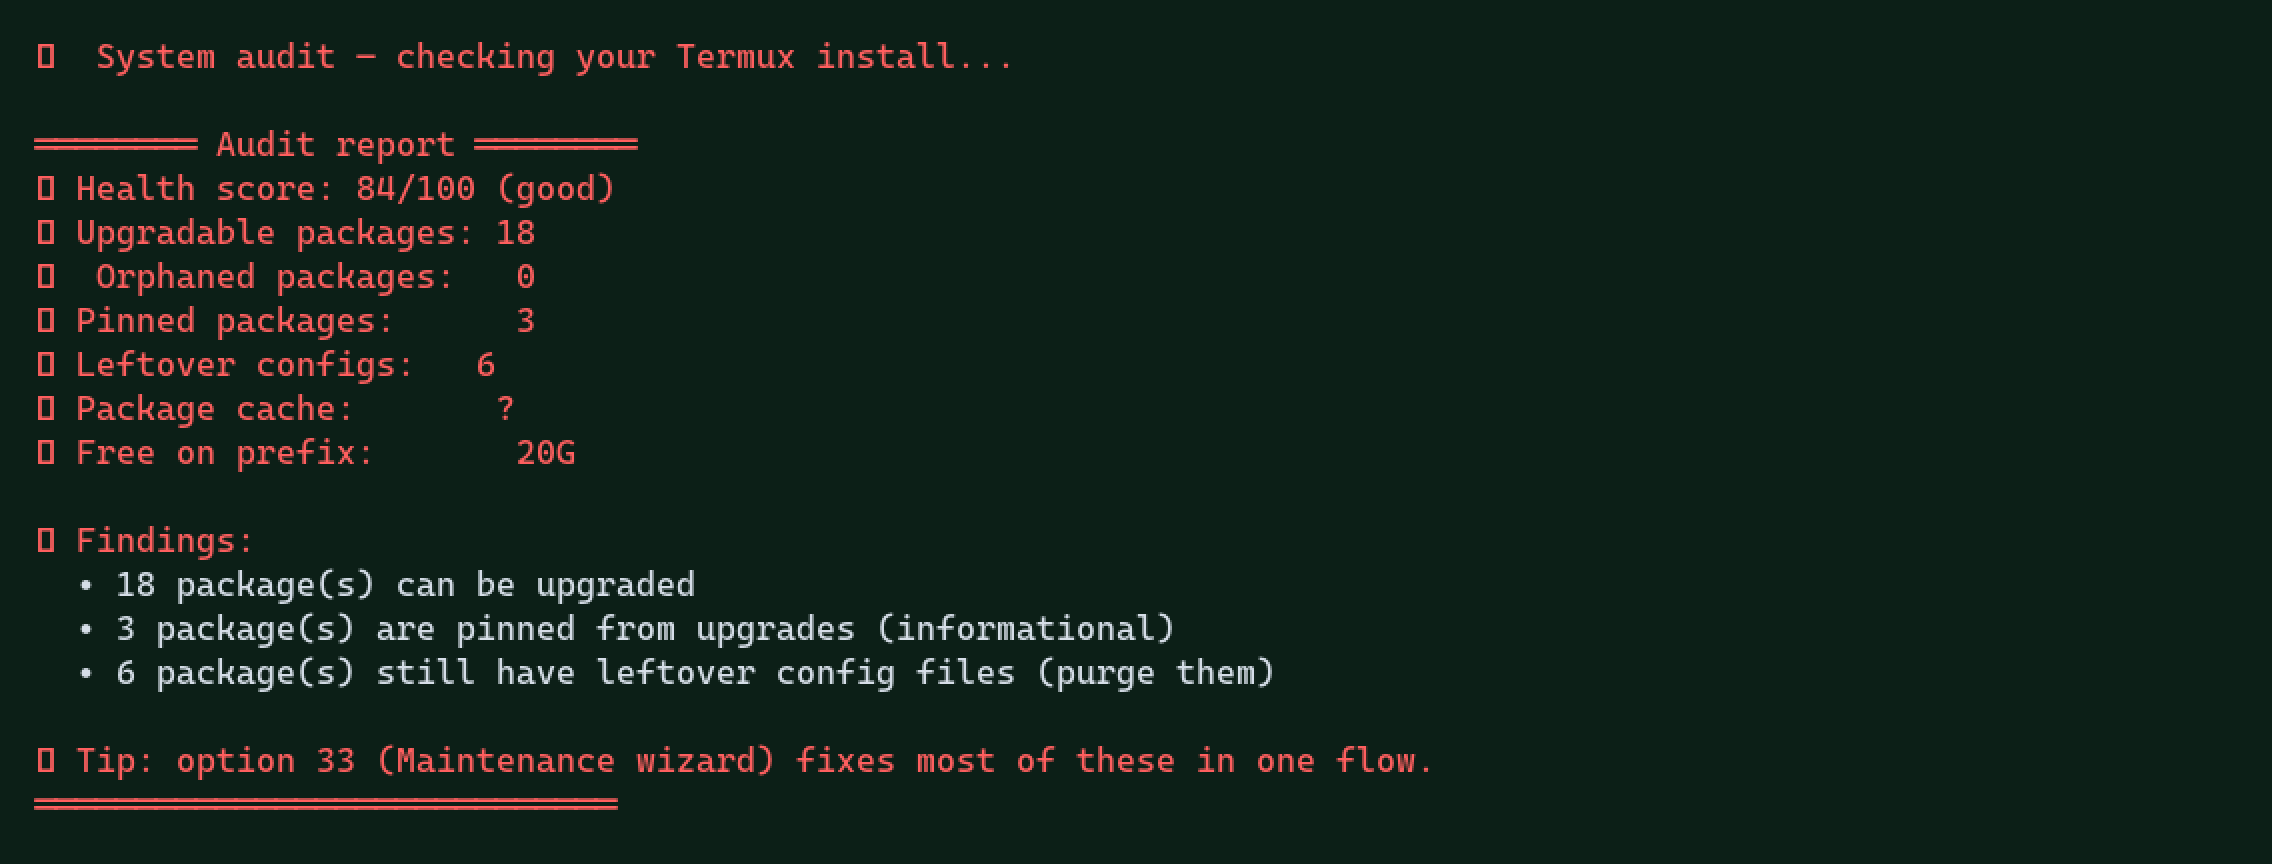 System audit — checking your Termux install...
════════ Audit report ════════
Health score: 84/100 (good)
Upgradable packages: 18
Orphaned packages:   0
Pinned packages:      3
Leftover configs:   6
Package cache:       ?
Free on prefix:       20G
Findings:
• 18 package(s) can be upgraded
• 3 package(s) are pinned from upgrades (informational)
• 6 package(s) still have leftover config files (purge them)
Tip: option 33 (Maintenance wizard) fixes most of these in one flow.
═════════════════════════════